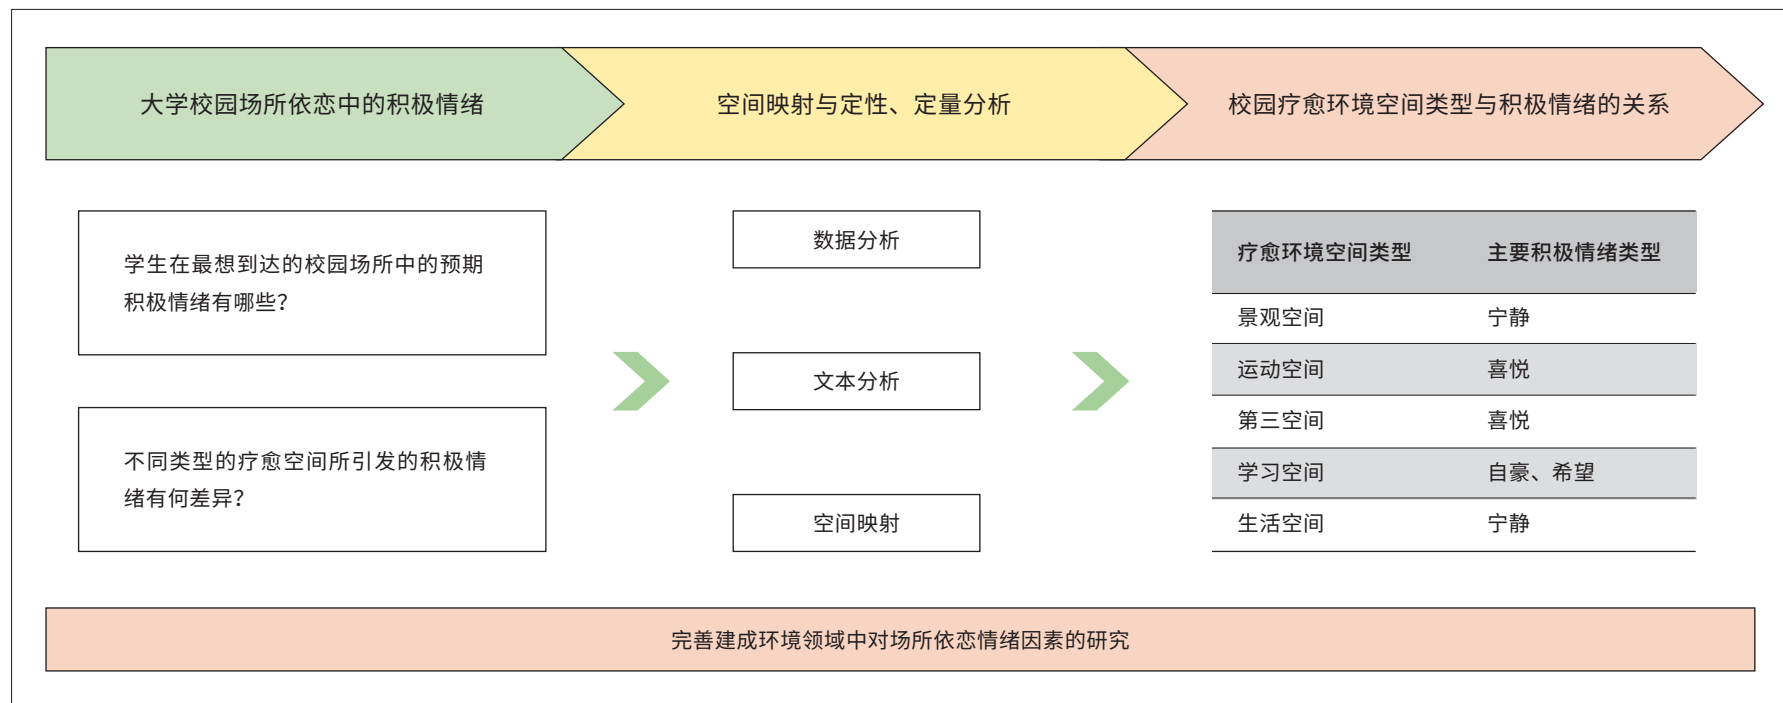 大学校园场所依恋中的积极情绪
空间映射与定性、定量分析
校园疗愈环境空间类型与积极情绪的关系
学生在最想到达的校园场所中的预期
积极情绪有哪些？
不同类型的疗愈空间所引发的积极情
绪有何差异？
数据分析
文本分析
空间映射
疗愈环境空间类型 主要积极情绪类型
景观空间 宁静
运动空间 喜悦
第三空间 喜悦
学习空间 自豪、希望
生活空间 宁静
完善建成环境领域中对场所依恋情绪因素的研究